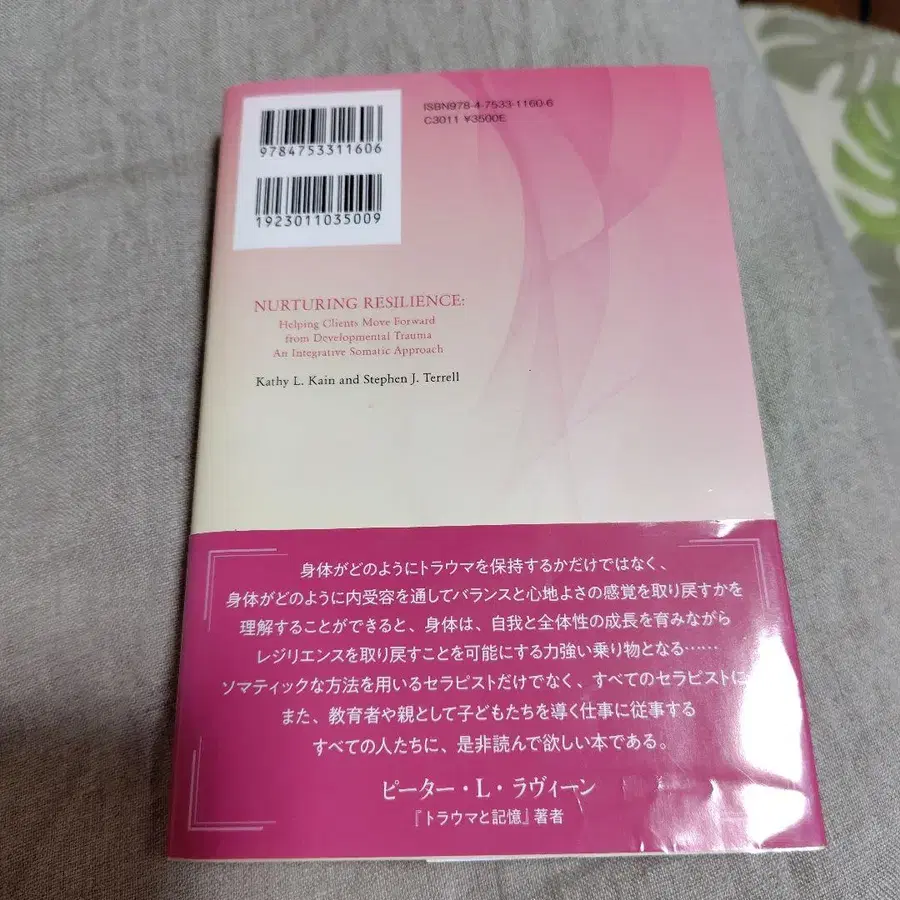 ISBN978-4-7533-1160-6
C3011 ¥3500E
9784753311606
1923011035009
NURTURING RESILIENCE:
Helping Clients Move Forward
from Developmental Trauma
An Integrative Somatic Approach
Kathy L. Kain and Stephen J. Terrell
身体がどのようにトラウマを保持するかだけではなく、
身体がどのように内受容を通してバランスと心地よさの感覚を取り戻すかを
理解することができると、身体は、自我と全体性の成長を育みながら
レジリエンスを取り戻すことを可能にする力強い乗り物となる……
ソマティックな方法を用いるセラピストだけでなく、すべてのセラピストに
また、教育者や親として子どもたちを導く仕事に従事する
すべての人たちに、是非読んで欲しい本である。
ピーター・L・ラヴィーン
『トラウマと記憶』著者